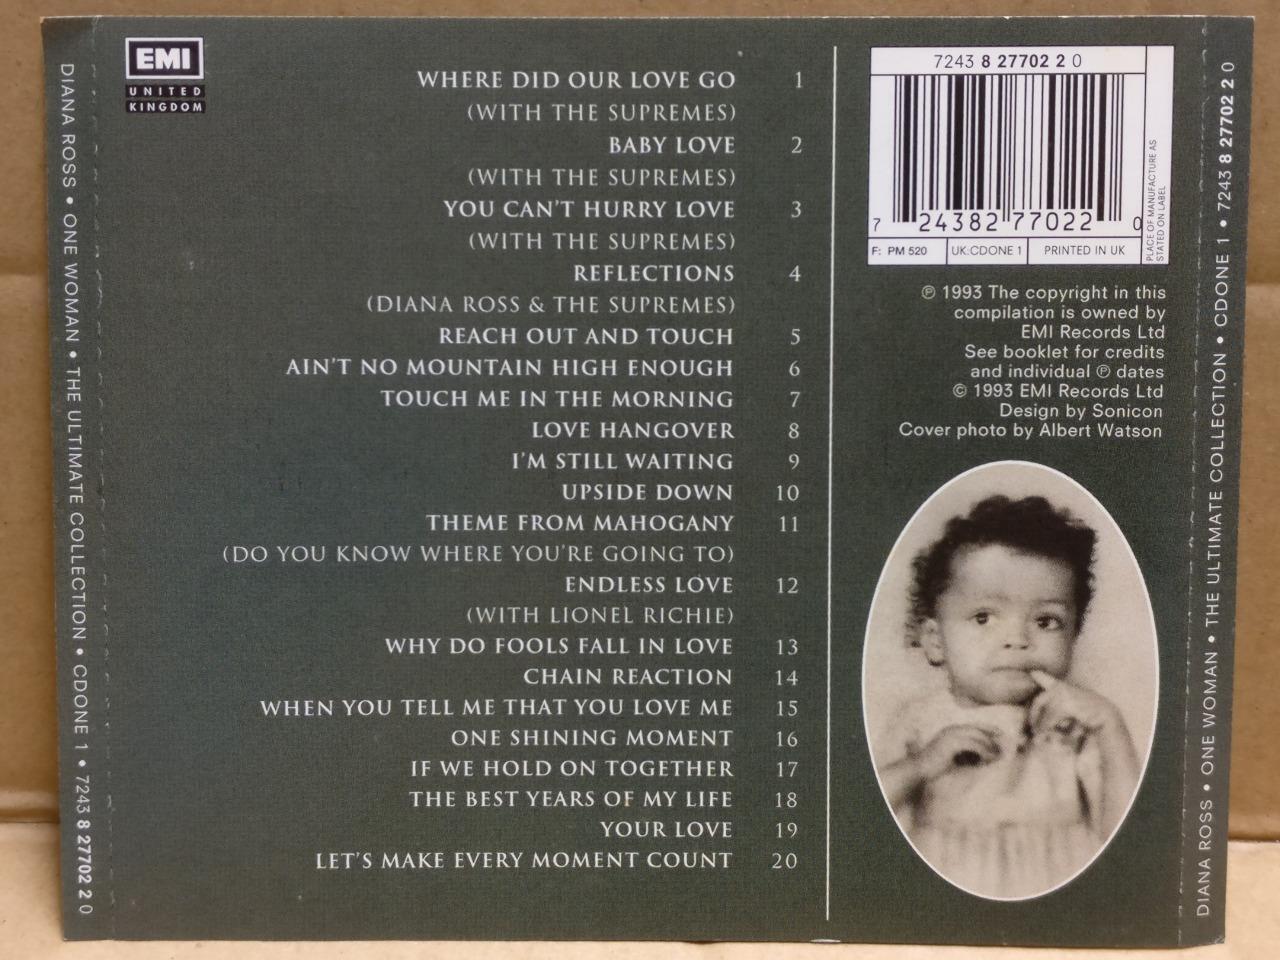 EMI
UNITED
KINGDOM
WHERE DID OUR LOVE GO 1
(WITH THE SUPREMES)
BABY LOVE 2
(WITH THE SUPREMES)
YOU CAN'T HURRY LOVE 3
(WITH THE SUPREMES)
REFLECTIONS 4
(DIANA ROSS & THE SUPREMES)
REACH OUT AND TOUCH 5
AIN'T NO MOUNTAIN HIGH ENOUGH 6
TOUCH ME IN THE MORNING 7
LOVE HANGOVER 8
I'M STILL WAITING 9
UPSIDE DOWN 10
THEME FROM MAHOGANY 11
(DO YOU KNOW WHERE YOU'RE GOING TO)
ENDLESS LOVE 12
(WITH LIONEL RICHIE)
WHY DO FOOLS FALL IN LOVE 13
CHAIN REACTION 14
WHEN YOU TELL ME THAT YOU LOVE ME 15
ONE SHINING MOMENT 16
IF WE HOLD ON TOGETHER 17
THE BEST YEARS OF MY LIFE 18
YOUR LOVE 19
LET'S MAKE EVERY MOMENT COUNT 20
7243 8 27702 2 0
7 24382 77022 0
F: PM 520 UK:CDONE 1 PRINTED IN UK
PLACE OF MANUFACTURE AS
STATED ON LABEL
℗ 1993 The copyright in this
compilation is owned by
EMI Records Ltd
See booklet for credits
and individual ℗ dates
© 1993 EMI Records Ltd
Design by Sonicon
Cover photo by Albert Watson
DIANA ROSS • ONE WOMAN • THE ULTIMATE COLLECTION • CDONE 1 • 7243 8 27702 2 0
DIANA ROSS • ONE WOMAN • THE ULTIMATE COLLECTION • CDONE 1 • 7243 8 27702 2 0